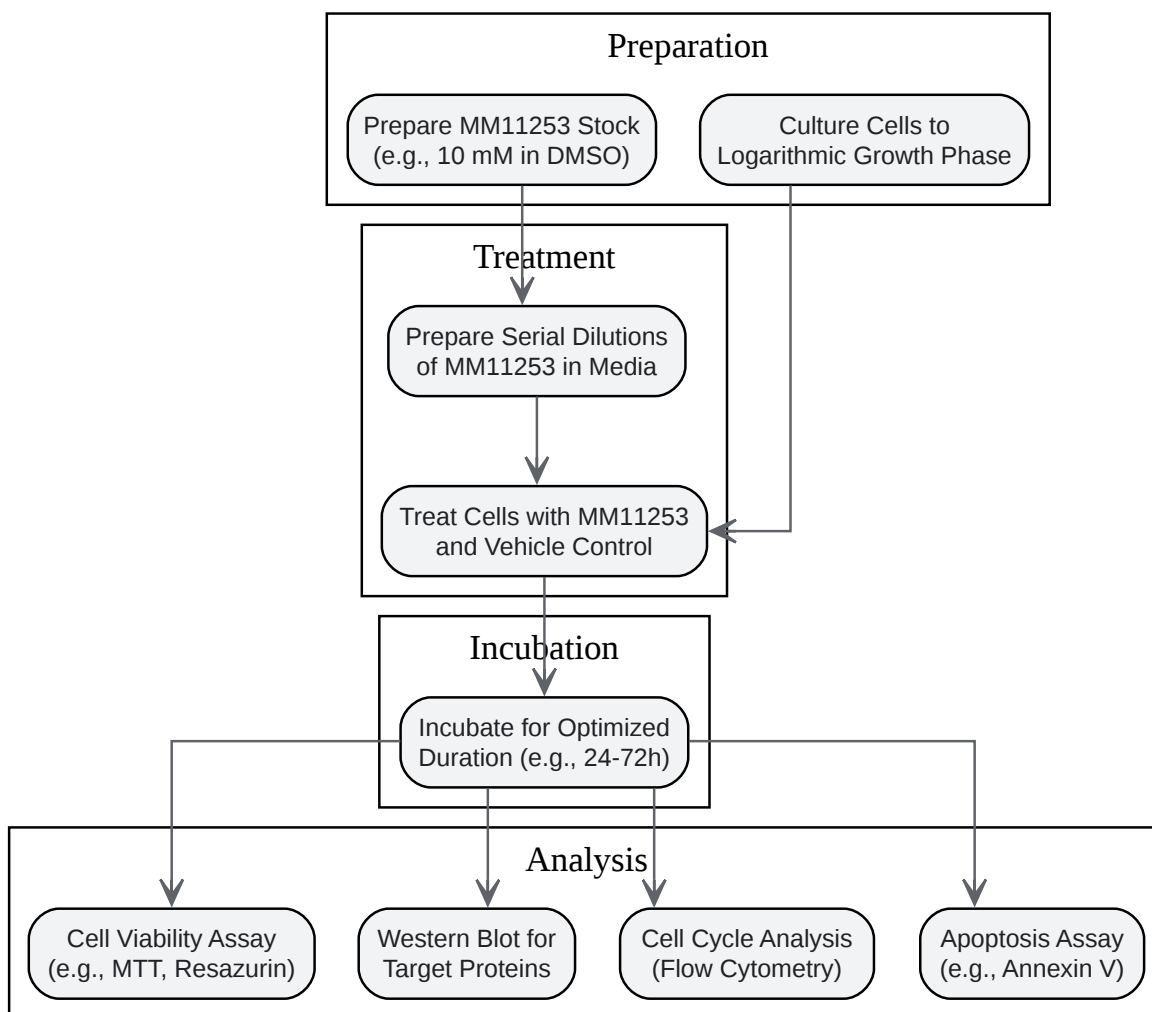 Preparation
Prepare MM11253 Stock
(e.g., 10 mM in DMSO)
Culture Cells to
Logarithmic Growth Phase
Treatment
Prepare Serial Dilutions
of MM11253 in Media
Treat Cells with MM11253
and Vehicle Control
Incubation
Incubate for Optimized
Duration (e.g., 24-72h)
Analysis
Cell Viability Assay
(e.g., MTT, Resazurin)
Western Blot for
Target Proteins
Cell Cycle Analysis
(Flow Cytometry)
Apoptosis Assay
(e.g., Annexin V)